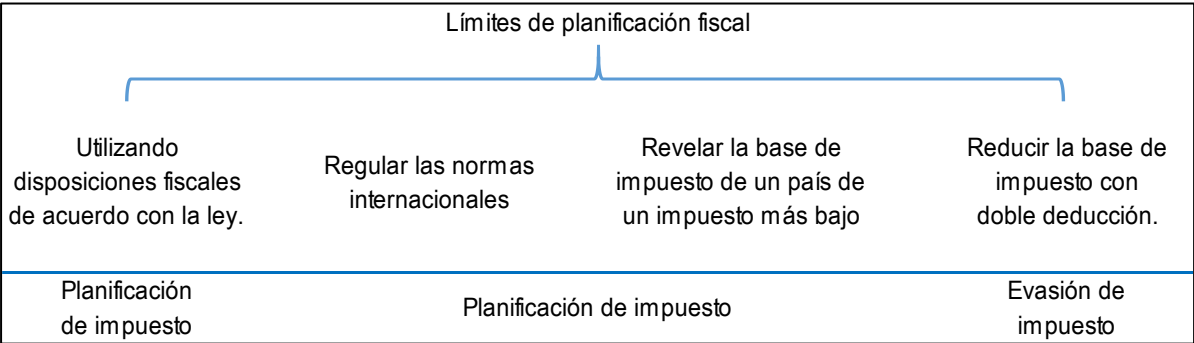 Límites de planificación fiscal
Utilizando
disposiciones fiscales
de acuerdo con la ley.
Regular las normas
internacionales
Revelar la base de
impuesto de un país de
un impuesto más bajo
Reducir la base de
impuesto con
doble deducción.
Planificación
de impuesto
Planificación de impuesto
Evasión de
impuesto